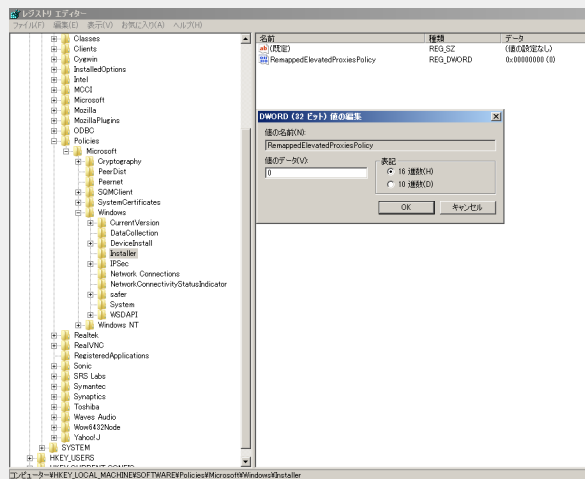 レジストリ エディター
ファイル(F) 編集(E) 表示(V) お気に入り(A) ヘルプ(H)
Classes
Clients
Cygwin
InstalledOptions
Intel
MCCI
Microsoft
Mozilla
MozillaPlugins
ODBC
Policies
Microsoft
Cryptography
PeerDist
Peernet
SQMClient
SystemCertificates
Windows
CurrentVersion
DataCollection
DeviceInstall
Installer
IPSec
Network Connections
NetworkConnectivityStatusIndicator
safer
System
WSDAPI
Windows NT
Realtek
RealVNC
RegisteredApplications
Sonic
SRS Labs
Symantec
Synaptics
Toshiba
Waves Audio
Wow6432Node
Yahoo!J
SYSTEM
HKEY_USERS
HKEY_CURRENT_CONFIG
名前 種類 データ
(既定) REG_SZ (値の設定なし)
RemappedElevatedProxiesPolicy REG_DWORD 0x00000000 (0)
DWORD (32 ビット) 値の編集
値の名前(N):
RemappedElevatedProxiesPolicy
値のデータ(V):
0
表記
16 進数(H)
10 進数(D)
OK キャンセル
コンピューター¥HKEY_LOCAL_MACHINE¥SOFTWARE¥Policies¥Microsoft¥Windows¥Installer